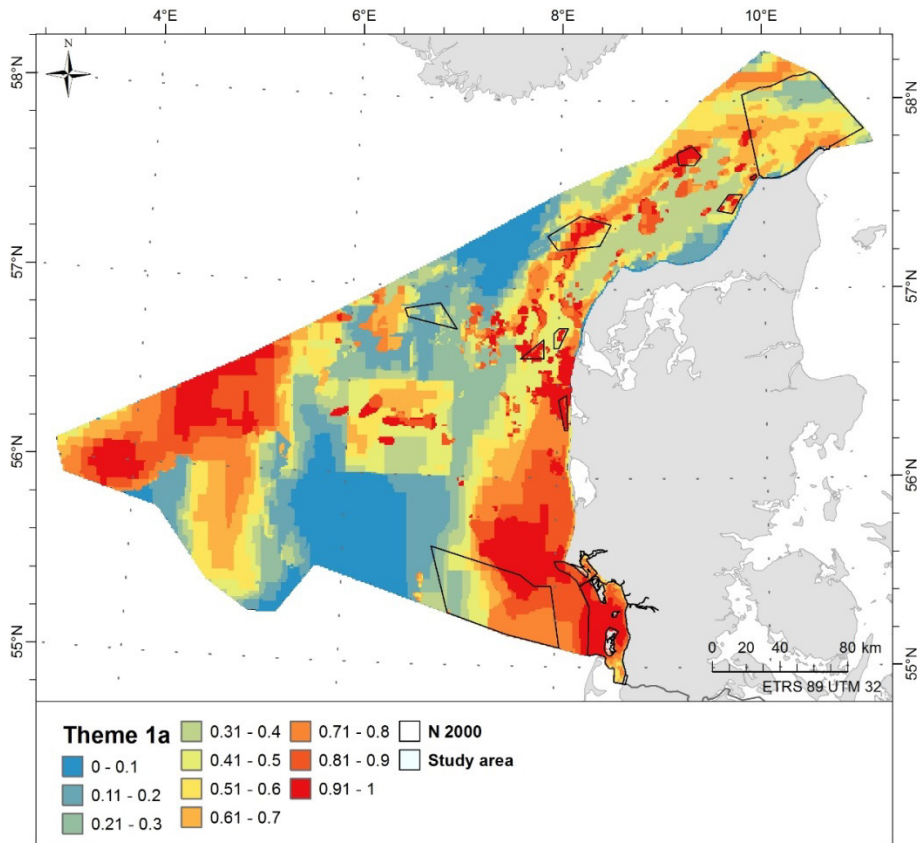 4°E 6°E 8°E 10°E
N
58°N 58°N
57°N 57°N
56°N 56°N
55°N 55°N
0 20 40 60 80 km
ETRS 89 UTM 32
Theme 1a
0 - 0.1
0.11 - 0.2
0.21 - 0.3
0.31 - 0.4
0.41 - 0.5
0.51 - 0.6
0.61 - 0.7
0.71 - 0.8
0.81 - 0.9
0.91 - 1
N 2000
Study area